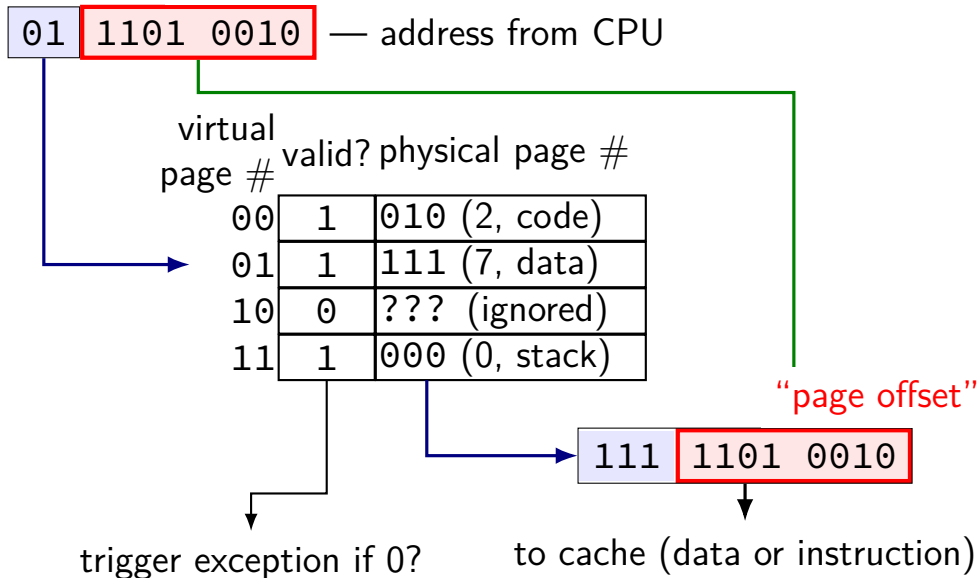 01 1101 0010 — address from CPU
virtual page # valid? physical page #
00 1 010 (2, code)
01 1 111 (7, data)
10 0 ??? (ignored)
11 1 000 (0, stack)
“page offset”
111 1101 0010
trigger exception if 0? to cache (data or instruction)